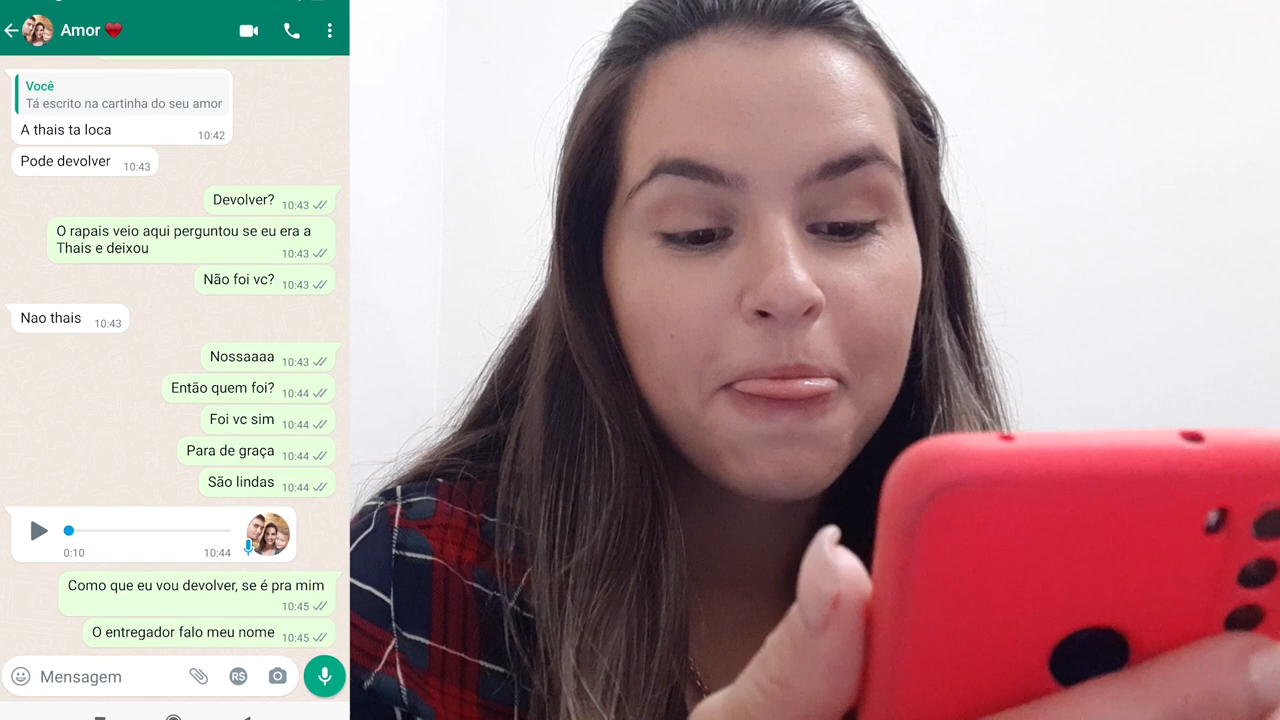 Amor
Você
Tá escrito na cartinha do seu amor
A thais ta loca
10:42
Pode devolver
10:43
Devolver?
10:43
O rapais veio aqui perguntou se eu era a
Thais e deixou
10:43
Não foi vc?
10:43
Nao thais
10:43
Nossaaaa
10:43
Então quem foi?
10:44
Foi vc sim
10:44
Para de graça
10:44
São lindas
10:44
0:10
10:44
Como que eu vou devolver, se é pra mim
10:45
O entregador falo meu nome
10:45
Mensagem
R$